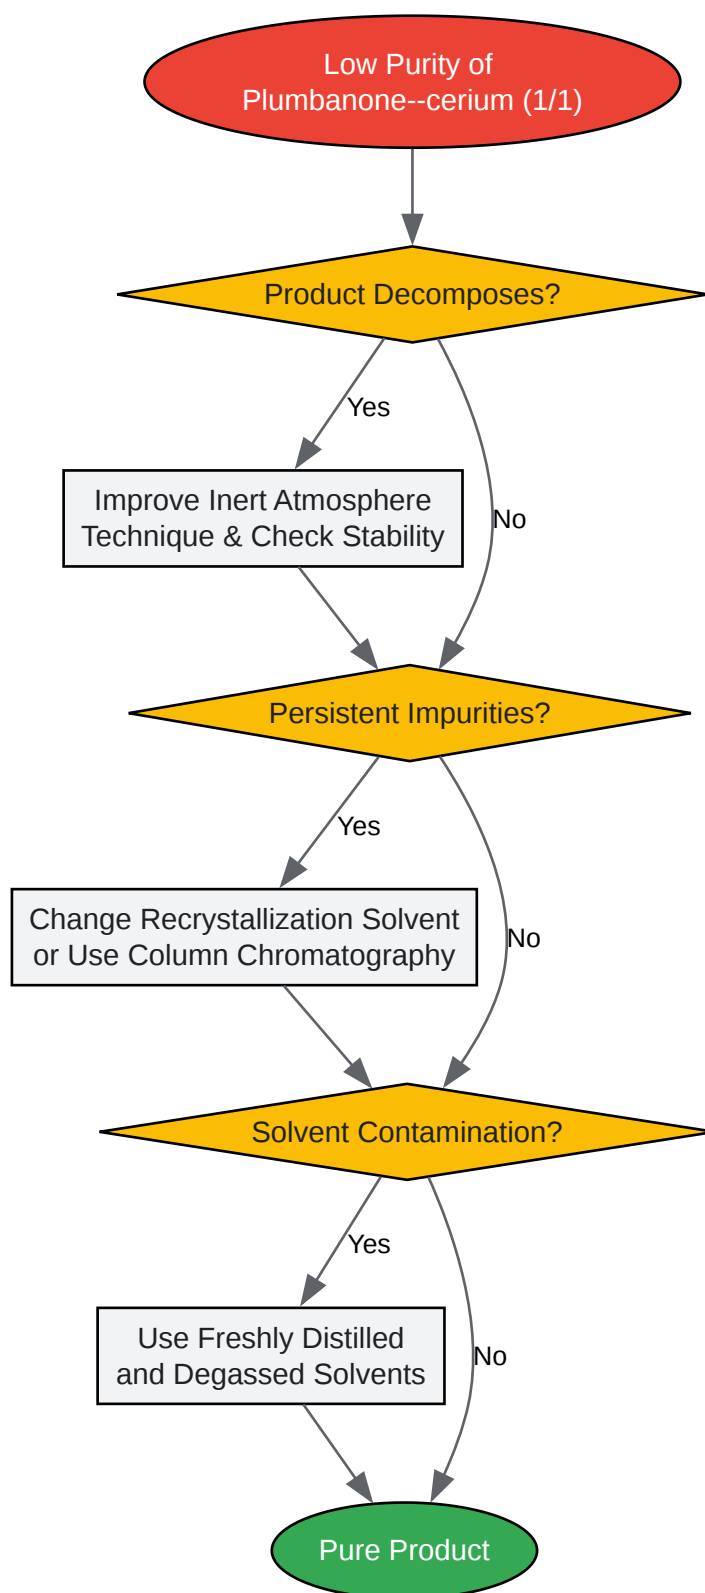 Low Purity of
Plumbanone--cerium (1/1)
Product Decomposes?
Yes
Improve Inert Atmosphere
Technique & Check Stability
No
Persistent Impurities?
Yes
Change Recrystallization Solvent
or Use Column Chromatography
No
Solvent Contamination?
Yes
Use Freshly Distilled
and Degassed Solvents
No
Pure Product